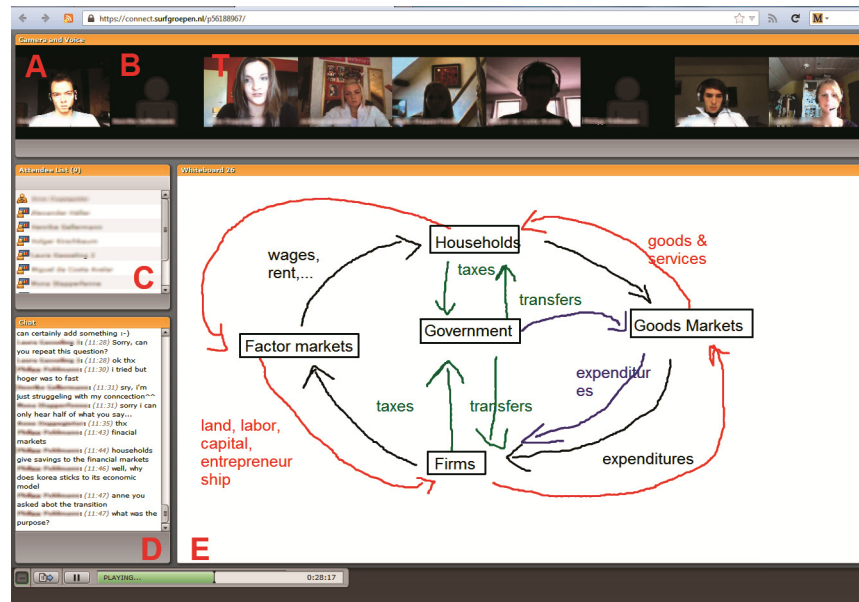 https://connect.surfgroepen.nl/p56188967/
M
Camera and Voice
A
B
T
Attendee List (9)
C
Chat
can certainly add something :-)
(11:28) Sorry, can
you repeat this question?
(11:28) ok thx
(11:30) i tried but
hoger was to fast
(11:31) sry, i'm
just struggling with my conncection^^
(11:31) sorry i can
only hear half of what you say...
(11:35) thx
(11:43) finacial
markets
(11:44) households
give savings to the financial markets
(11:46) well, why
does korea sticks to its economic
model
(11:47) anne you
asked abot the transition
(11:47) what was the
purpose?
D
Whiteboard 26
Households
goods &
services
wages,
rent,...
taxes
transfers
Government
Goods Markets
Factor markets
expenditur
es
taxes
transfers
land, labor,
capital,
entrepreneur
ship
Firms
expenditures
E
PLAYING...
0:28:17